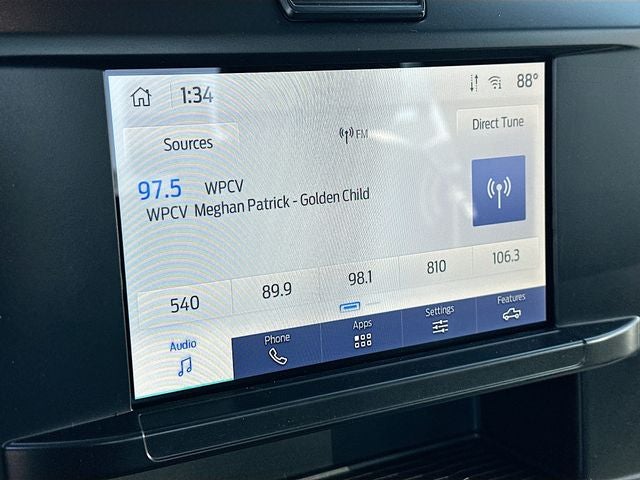 1:34 88°
Sources FM Direct Tune
97.5 WPCV
WPCV Meghan Patrick - Golden Child
540 89.9 98.1 810 106.3
Audio Phone Apps Settings Features